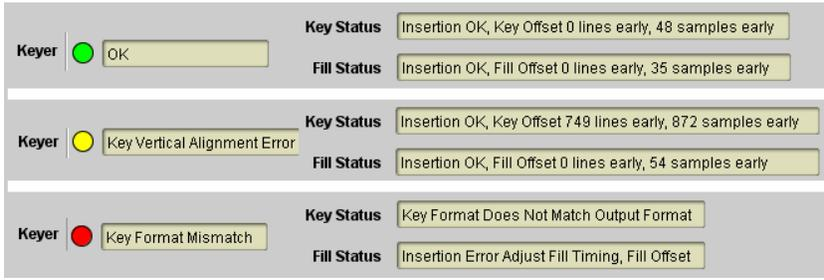 Key Status Insertion OK, Key Offset 0 lines early, 48 samples early
Keyer OK
Fill Status Insertion OK, Fill Offset 0 lines early, 35 samples early
Key Status Insertion OK, Key Offset 749 lines early, 872 samples early
Keyer Key Vertical Alignment Error
Fill Status Insertion OK, Fill Offset 0 lines early, 54 samples early
Key Status Key Format Does Not Match Output Format
Keyer Key Format Mismatch
Fill Status Insertion Error Adjust Fill Timing, Fill Offset